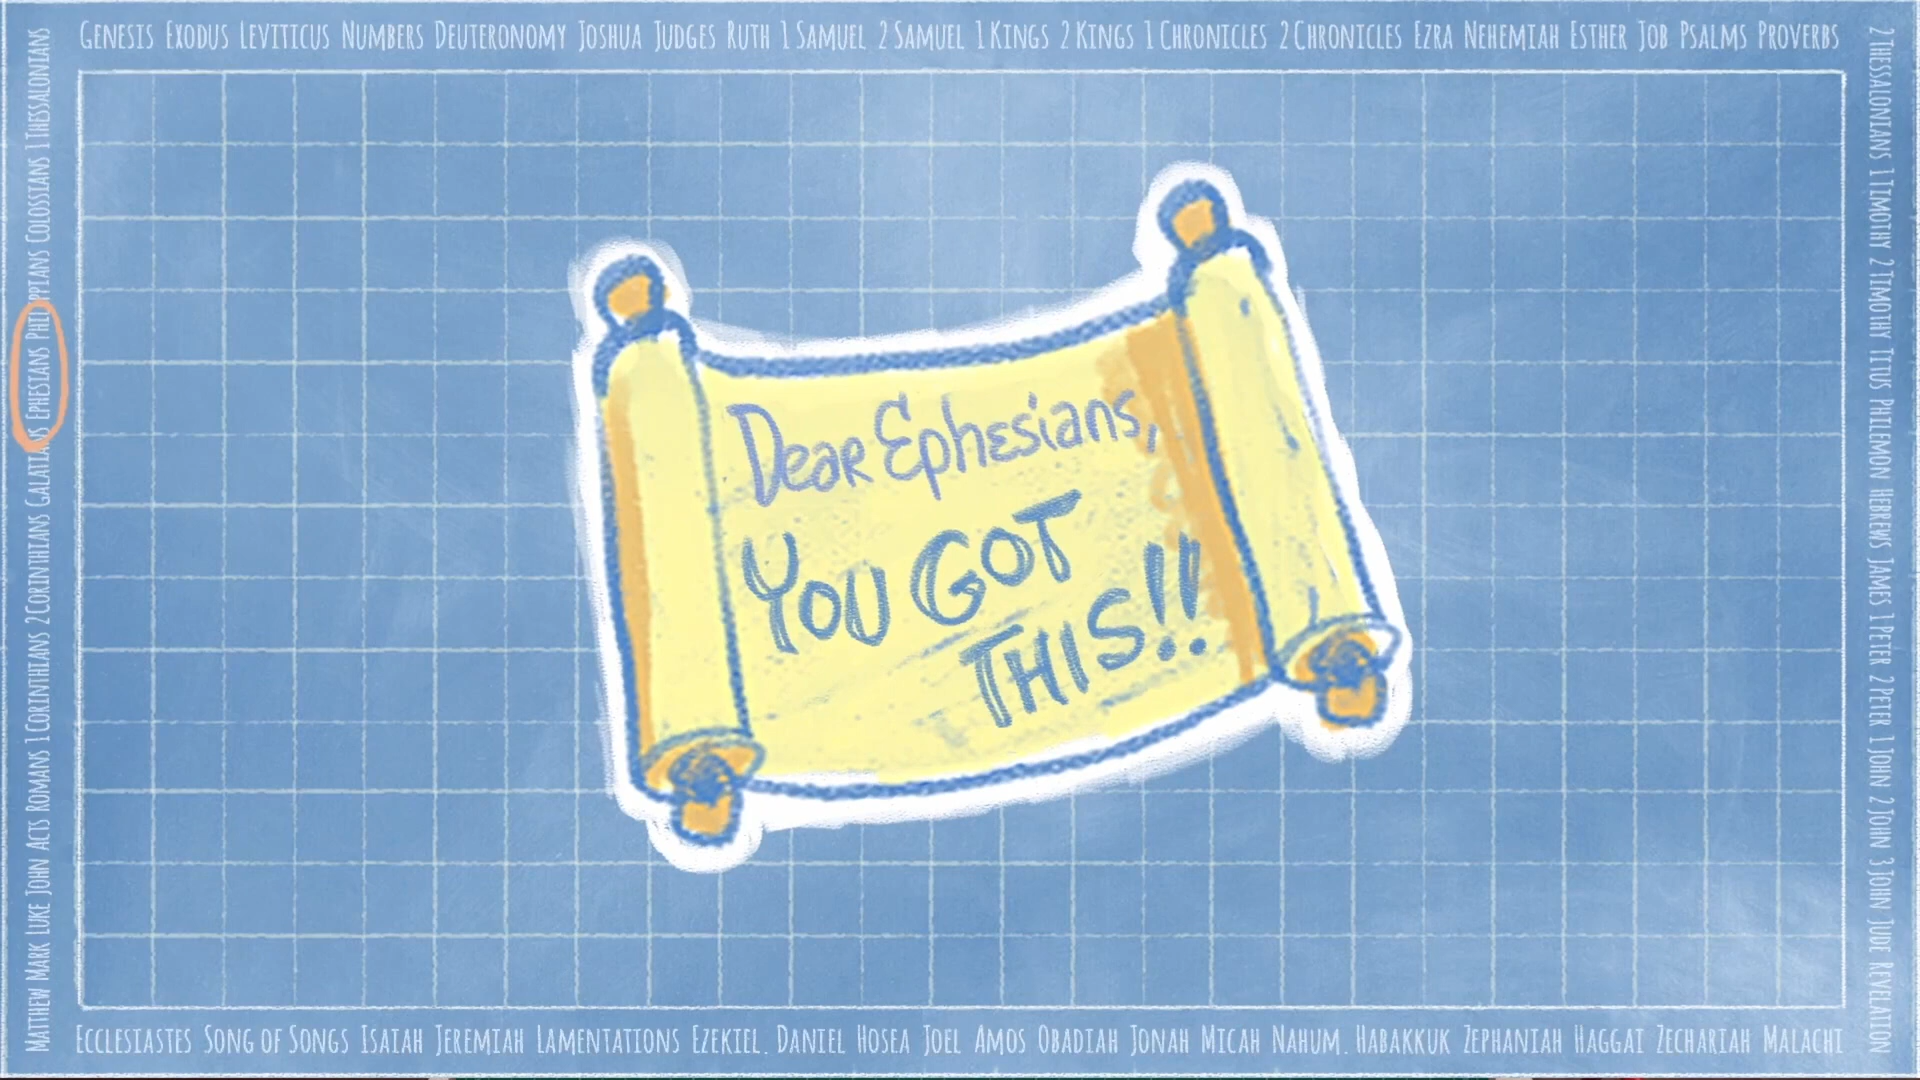 Genesis Exodus Leviticus Numbers Deuteronomy Joshua Judges Ruth 1 Samuel 2 Samuel 1 Kings 2 Kings 1 Chronicles 2 Chronicles Ezra Nehemiah Esther Job Psalms Proverbs
Dear Ephesians,
You Got
This!!
Ecclesiastes Song of Songs Isaiah Jeremiah Lamentations Ezekiel. Daniel Hosea Joel Amos Obadiah Jonah Micah Nahum. Habakkuk Zephaniah Haggai Zechariah Malachi
Matthew Mark Luke John Acts Romans 1 Corinthians 2 Corinthians Galatians Ephesians Philippians Colossians 1 Thessalonians
2 Thessalonians 1 Timothy 2 Timothy Titus Philemon Hebrews James 1 Peter 2 Peter 1 John 2 John 3 John Jude Revelation